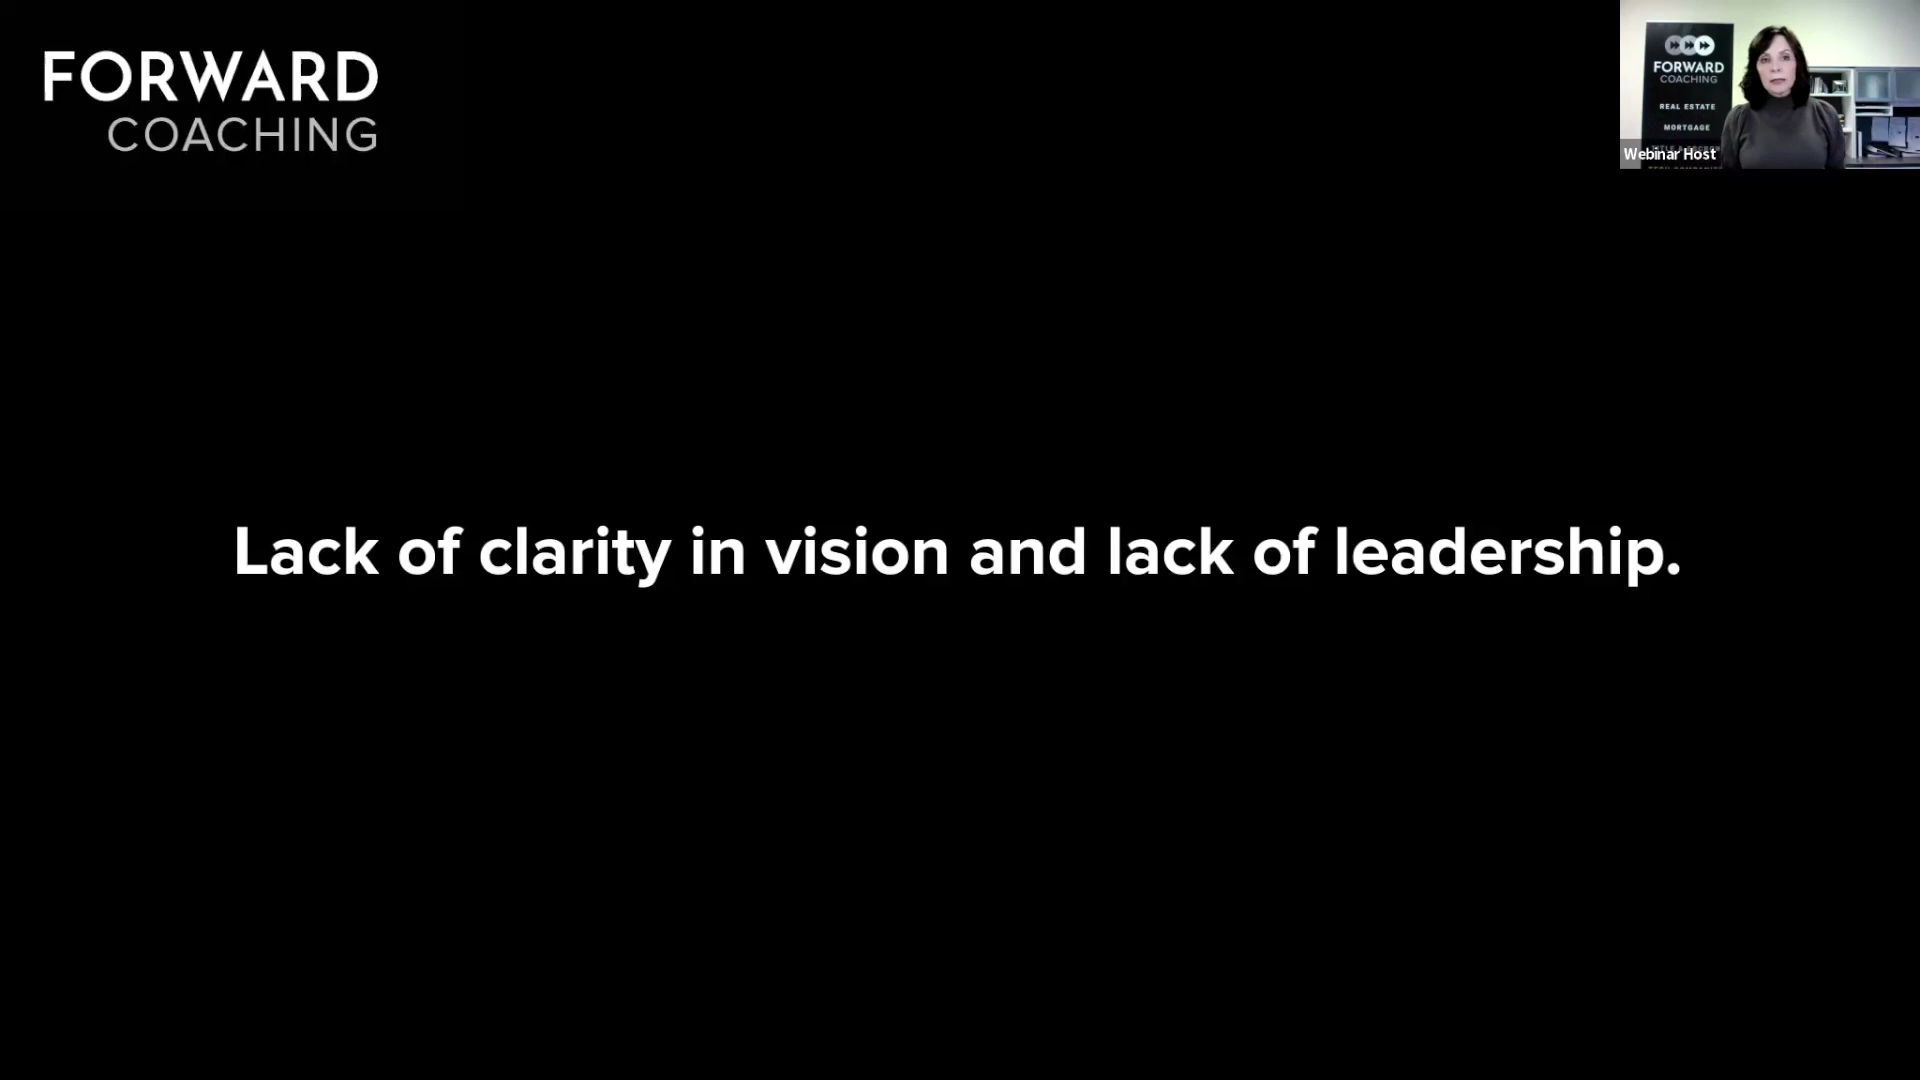 FORWARD
COACHING
FORWARD
COACHING
REAL ESTATE
MORTGAGE
Webinar Host
Lack of clarity in vision and lack of leadership.